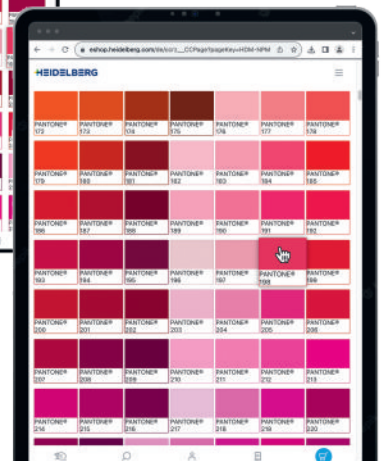 eshop.heidelberg.com/de/
HEIDELBERG
PANTONE® PANTONE® PANTONE® PANTONE® PANTONE® PANTONE® PANTONE®
172 173 174 175 176 177 178
PANTONE® PANTONE® PANTONE® PANTONE® PANTONE® PANTONE® PANTONE®
179 180 181 182 183 184 185
PANTONE® PANTONE® PANTONE® PANTONE® PANTONE® PANTONE® PANTONE®
186 187 188 189 190 191 192
PANTONE® PANTONE® PANTONE® PANTONE® PANTONE® PANTONE® PANTONE®
193 194 195 196 197 198 199
PANTONE® PANTONE® PANTONE® PANTONE® PANTONE® PANTONE® PANTONE®
200 201 202 203 204 205 206
PANTONE® PANTONE® PANTONE® PANTONE® PANTONE® PANTONE® PANTONE®
207 208 209 210 211 212 213
PANTONE® PANTONE® PANTONE® PANTONE® PANTONE® PANTONE® PANTONE®
214 215 216 217 218 219 220